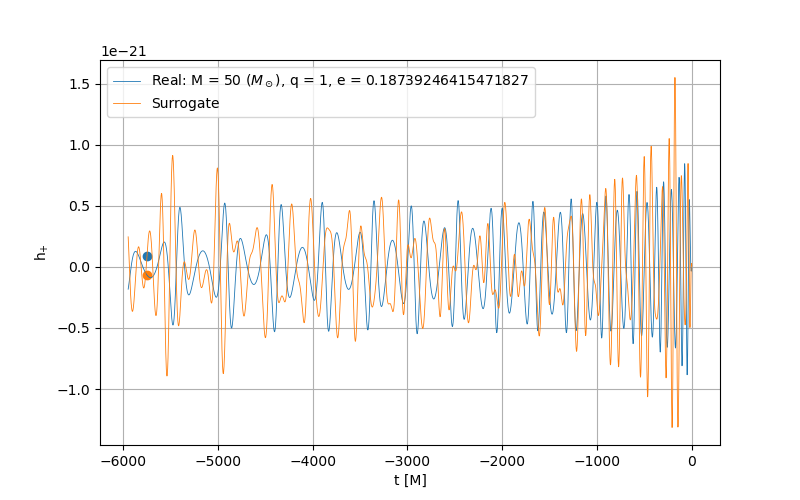 1e−21
Real: M = 50 (M⊙), q = 1, e = 0.18739246415471827
Surrogate
1.5
1.0
0.5
0.0
−0.5
−1.0
h+
−6000 −5000 −4000 −3000 −2000 −1000 0
t [M]